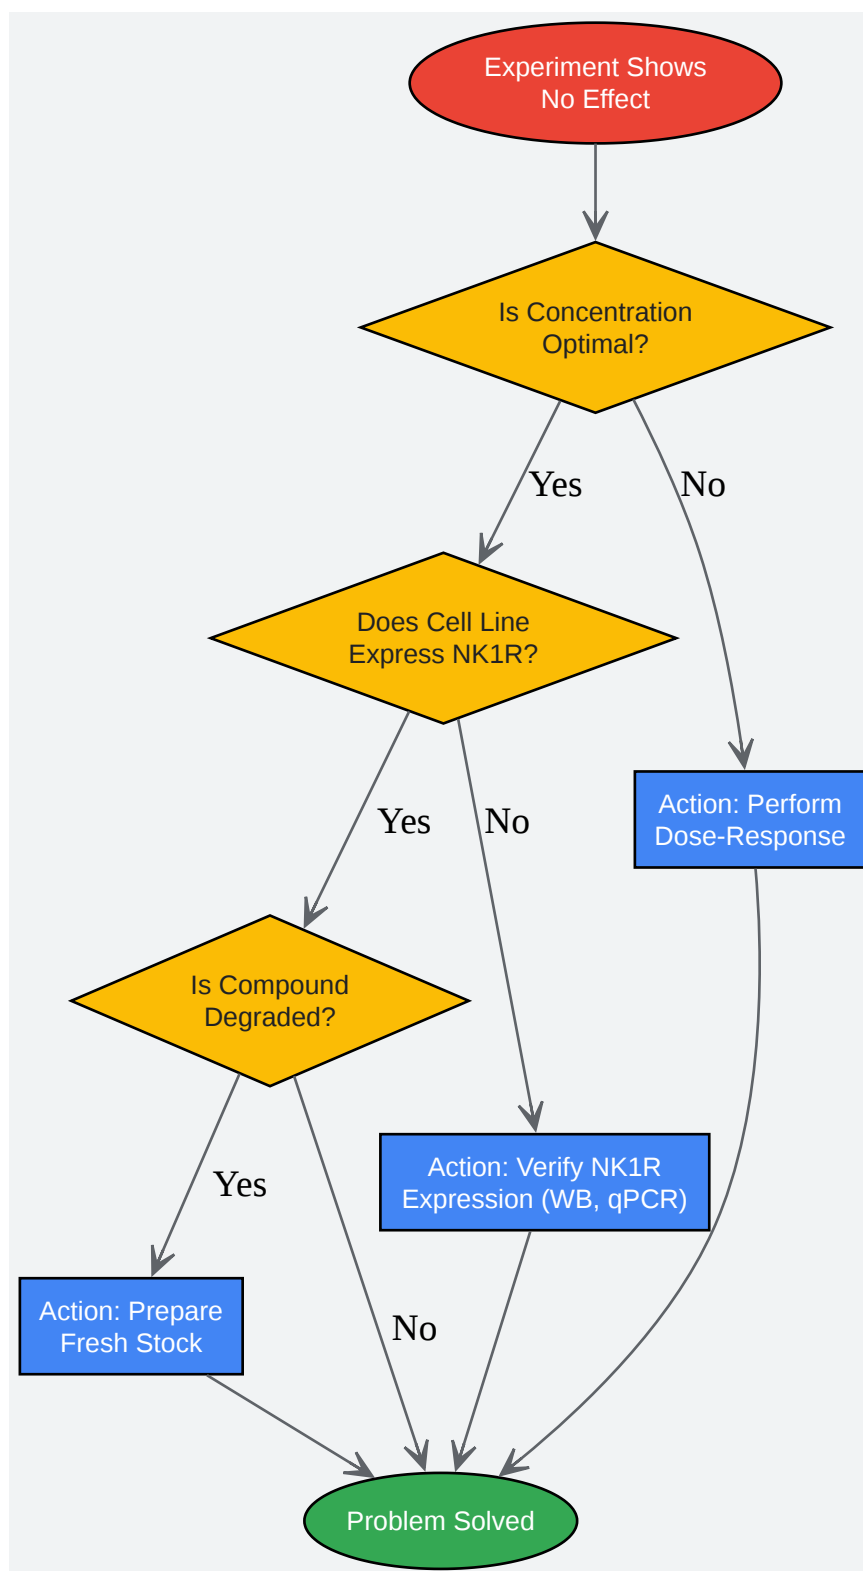 Experiment Shows
No Effect
Is Concentration
Optimal?
Yes
No
Does Cell Line
Express NK1R?
Action: Perform
Dose-Response
Yes
No
Is Compound
Degraded?
Action: Verify NK1R
Expression (WB, qPCR)
Yes
Action: Prepare
Fresh Stock
No
Problem Solved